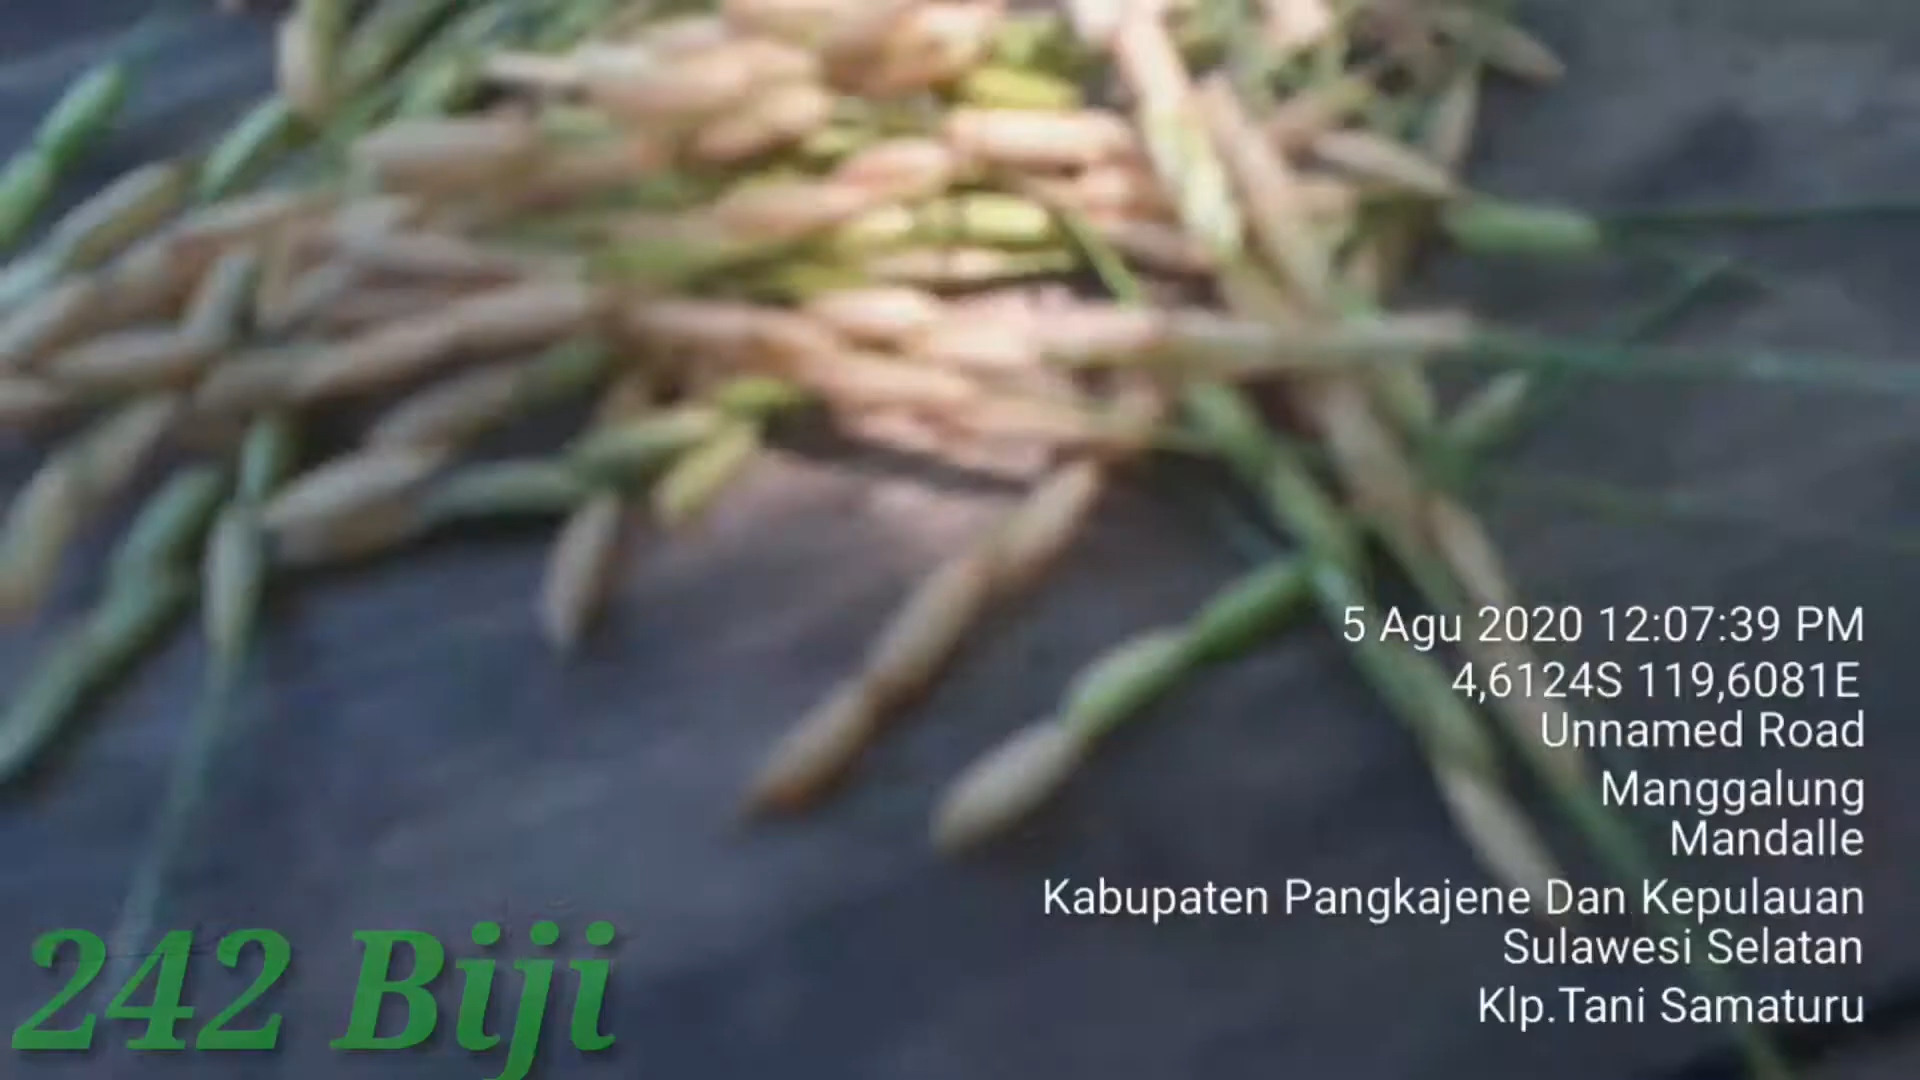 5 Agu 2020 12:07:39 PM
4,6124S 119,6081E
Unnamed Road
Manggalung
Mandalle
Kabupaten Pangkajene Dan Kepulauan
Sulawesi Selatan
Klp.Tani Samaturu
242 Biji